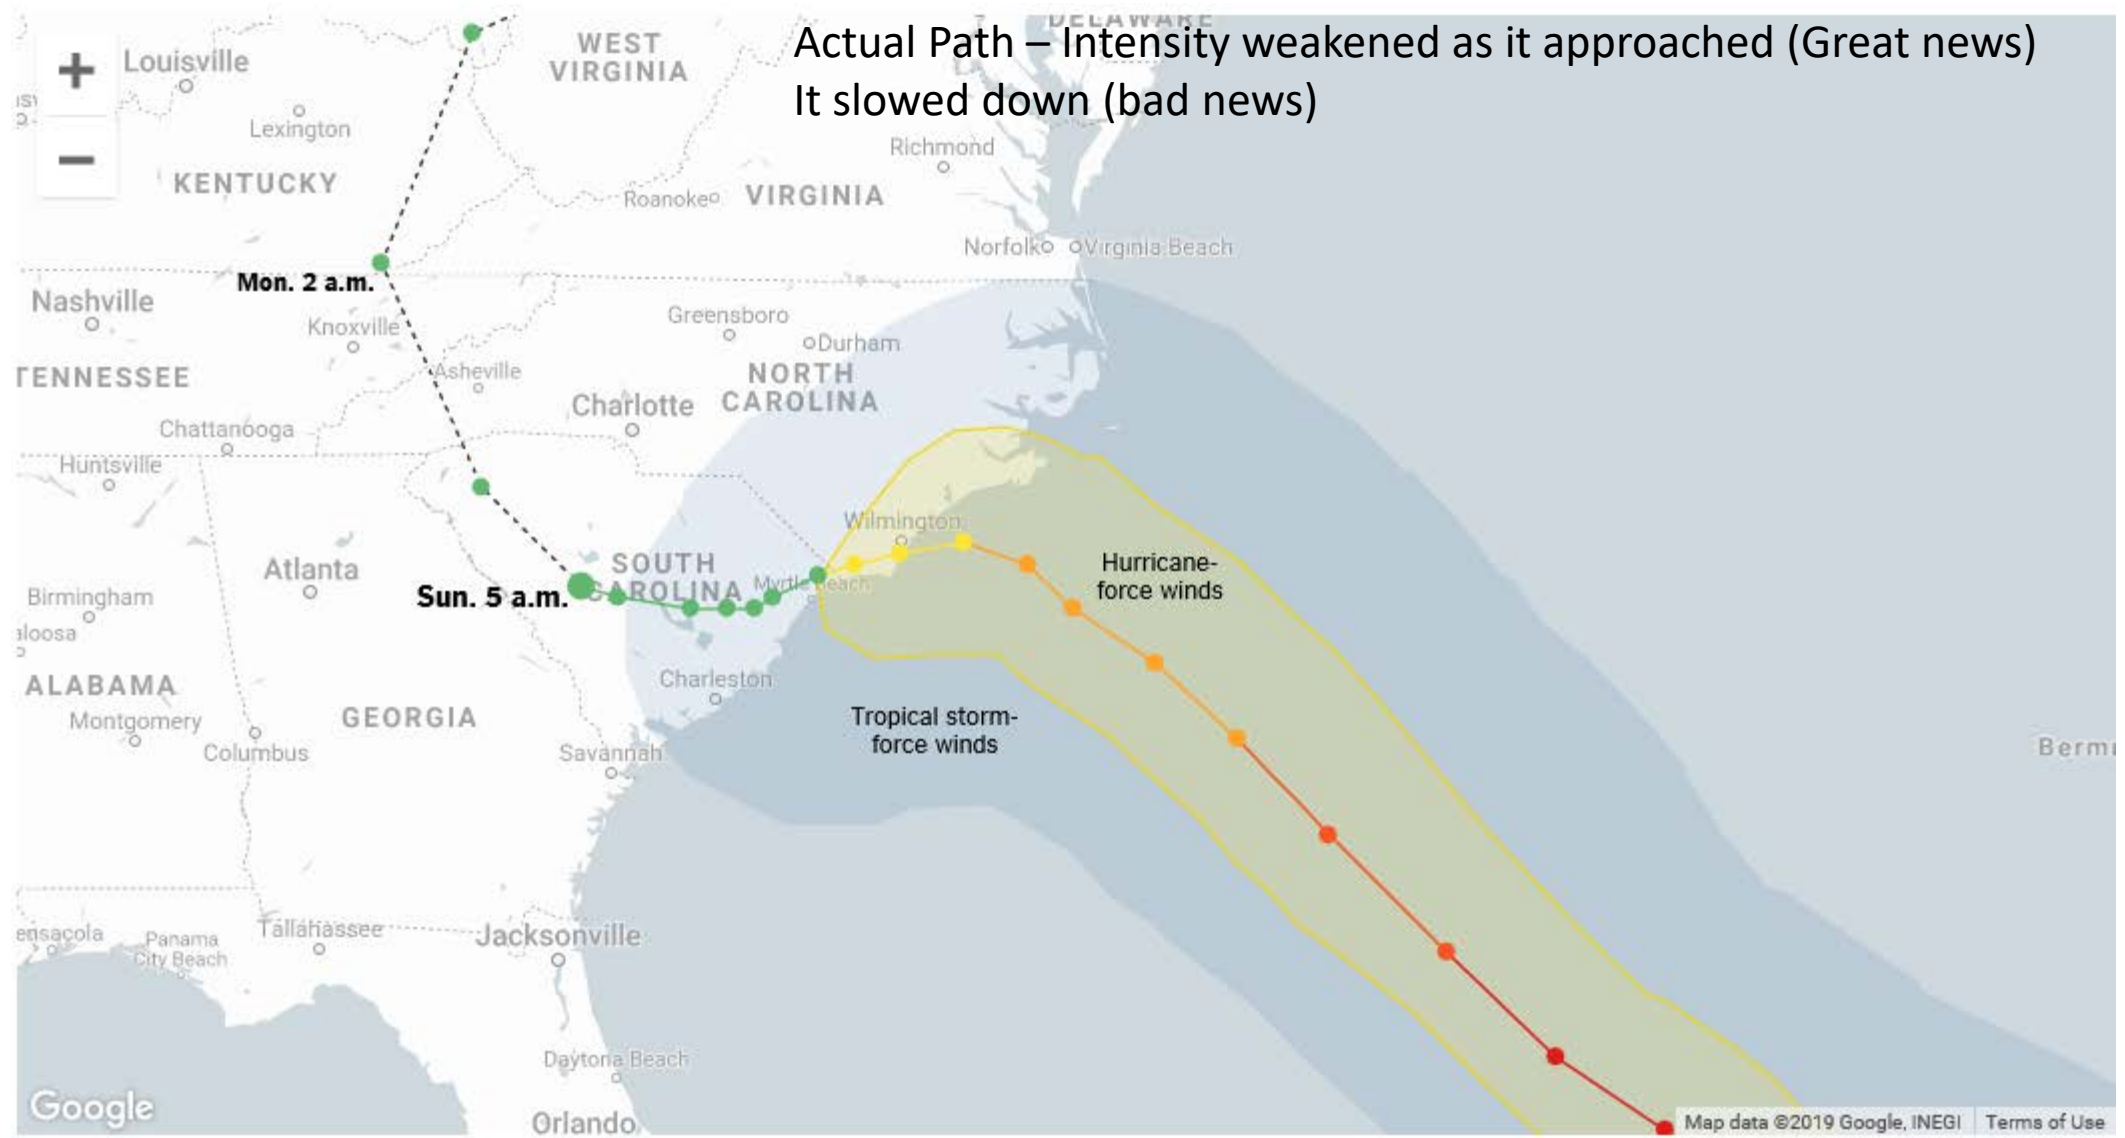 DELAWARE
Actual Path – Intensity weakened as it approached (Great news)
It slowed down (bad news)
+
−
Louisville
WEST
VIRGINIA
Lexington
Richmond
KENTUCKY
Roanoke
VIRGINIA
Norfolk
Virginia Beach
Mon. 2 a.m.
Nashville
Knoxville
Greensboro
Durham
TENNESSEE
Asheville
NORTH
CAROLINA
Charlotte
Chattanooga
Huntsville
Wilmington
Hurricane-
force winds
Atlanta
SOUTH
CAROLINA
Myrtle Beach
Sun. 5 a.m.
Birmingham
aloosa
ALABAMA
Charleston
Montgomery
GEORGIA
Tropical storm-
force winds
Columbus
Savannah
Berm
ensacola
Panama
City Beach
Tallahassee
Jacksonville
Daytona Beach
Orlando
Google
Map data ©2019 Google, INEGI
Terms of Use